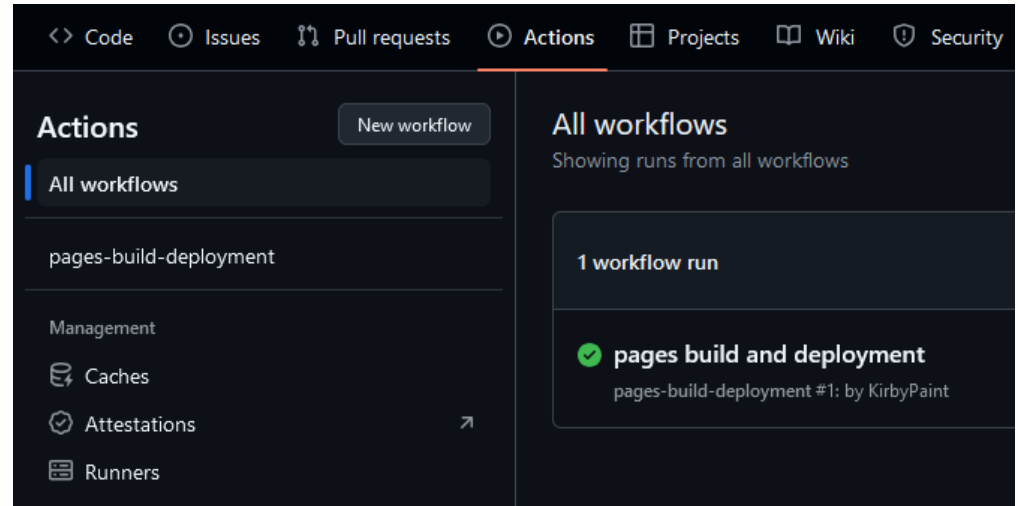 Code Issues Pull requests Actions Projects Wiki Security
Actions
New workflow
All workflows
pages-build-deployment
Management
Caches
Attestations
Runners
All workflows
Showing runs from all workflows
1 workflow run
pages build and deployment
pages-build-deployment #1: by KirbyPaint